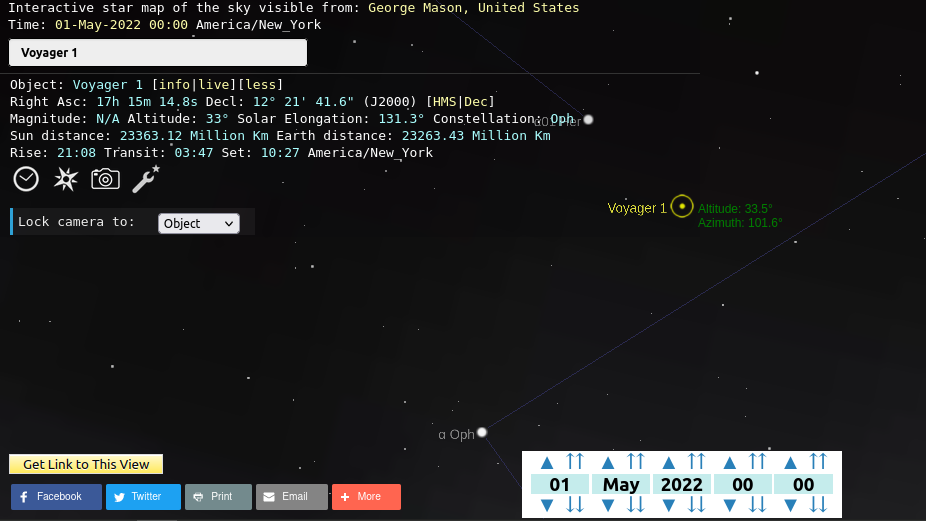 Interactive star map of the sky visible from: George Mason, United States
Time: 01-May-2022 00:00 America/New_York
Voyager 1
Object: Voyager 1 [info|live][less]
Right Asc: 17h 15m 14.8s Decl: 12° 21' 41.6" (J2000) [HMS|Dec]
Magnitude: N/A Altitude: 33° Solar Elongation: 131.3° Constellation: Oph
Sun distance: 23363.12 Million Km Earth distance: 23263.43 Million Km
Rise: 21:08 Transit: 03:47 Set: 10:27 America/New_York
Lock camera to: Object
Voyager 1
Altitude: 33.5°
Azimuth: 101.6°
α Oph
Get Link to This View
Facebook Twitter Print Email More
01 May 2022 00 00